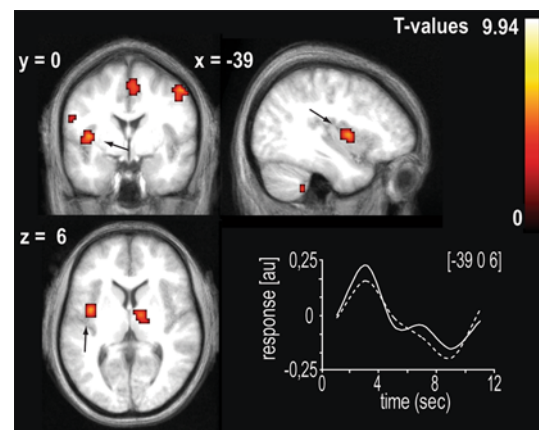 T-values 9.94
y = 0
x = -39
0
z = 6
[-39 0 6]
0,25
0
-0,25
response [au]
0 4 8 12
time (sec)